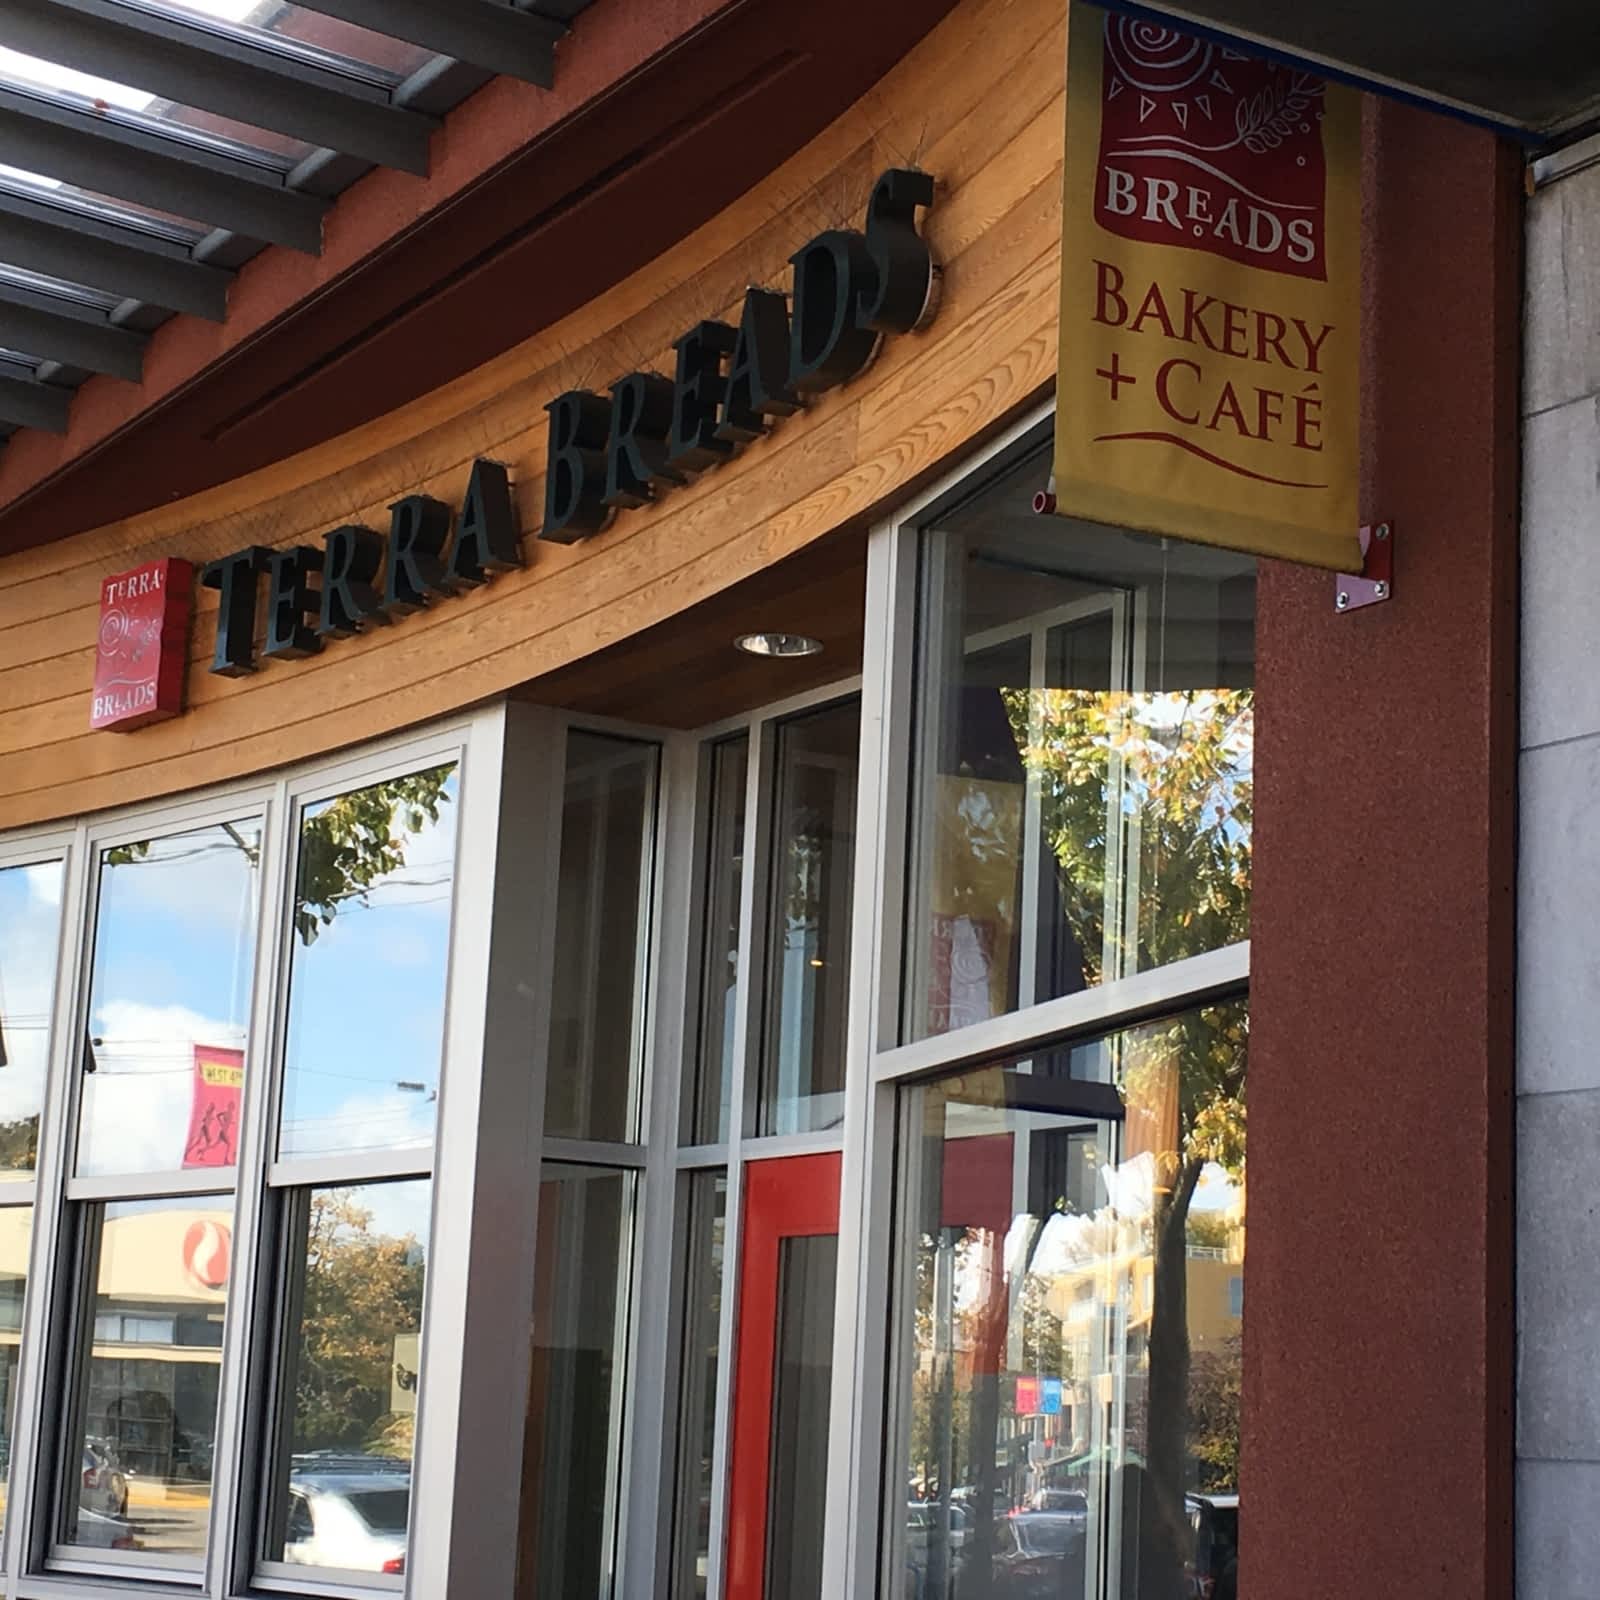 TERRA BREADS
TERRA
BREADS
BREADS
BAKERY
+ CAFÉ
WEST 4TH